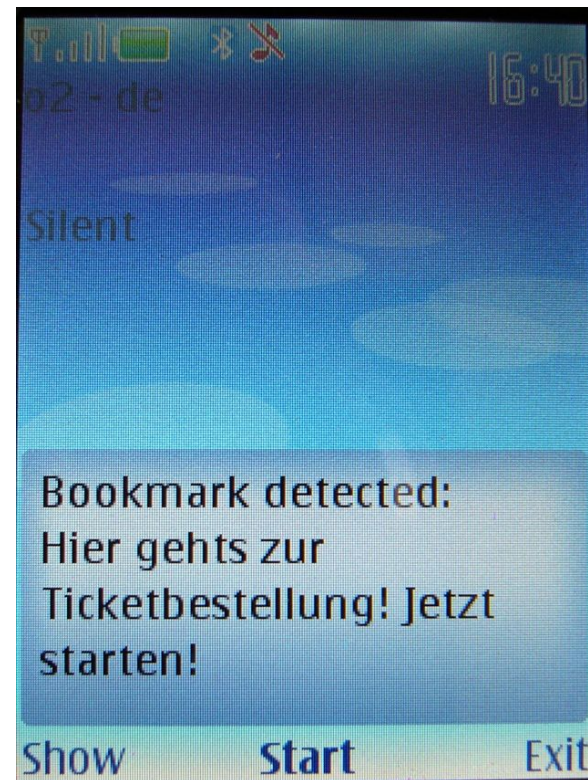 16:40
o2 - de
Silent
Bookmark detected:
Hier gehts zur
Ticketbestellung! Jetzt
starten!
Show Start Exit